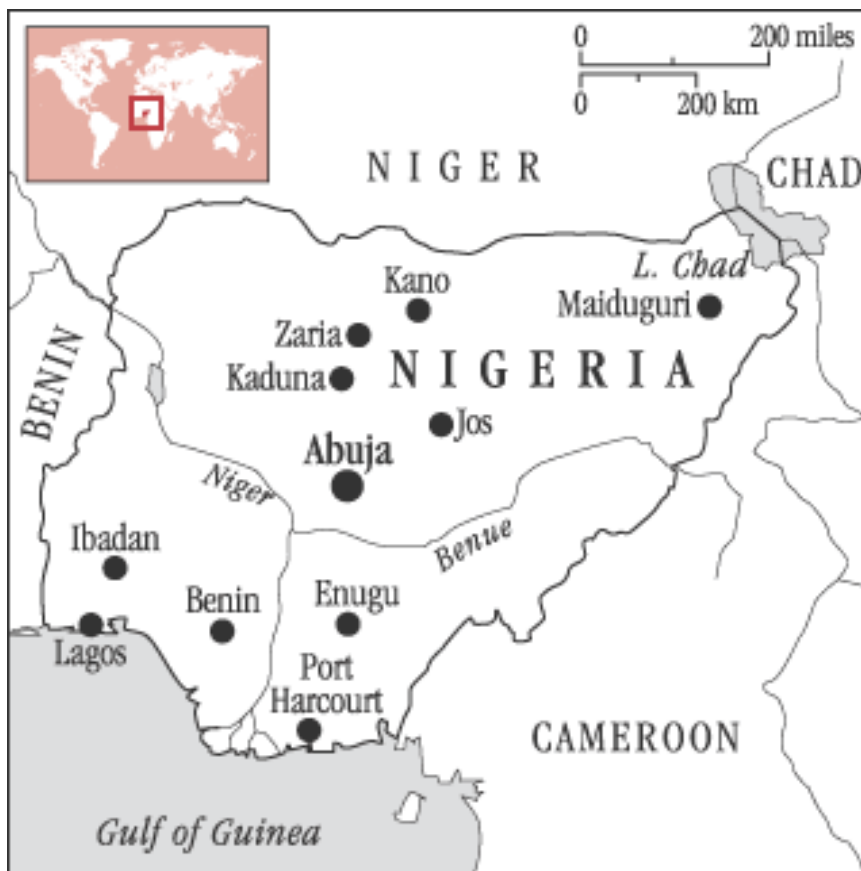 0 200 miles
0 200 km
NIGER
CHAD
L. Chad
Kano
Maiduguri
Zaria
Kaduna
NIGERIA
BENIN
Jos
Abuja
Niger
Benue
Ibadan
Benin
Enugu
Lagos
Port
Harcourt
CAMEROON
Gulf of Guinea